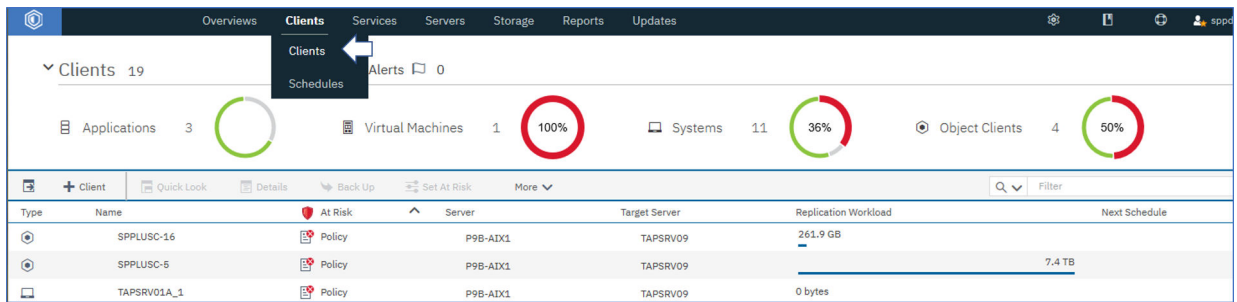 Overviews Clients Services Servers Storage Reports Updates sppd
Clients
Schedules
Clients 19
Alerts 0
Applications 3
Virtual Machines 1 100%
Systems 11 36%
Object Clients 4 50%
+ Client Quick Look Details Back Up Set At Risk More Filter
Type Name At Risk Server Target Server Replication Workload Next Schedule
SPPLUSC-16 Policy P9B-AIX1 TAPSRV09 261.9 GB
SPPLUSC-5 Policy P9B-AIX1 TAPSRV09 7.4 TB
TAPSRV01A_1 Policy P9B-AIX1 TAPSRV09 0 bytes